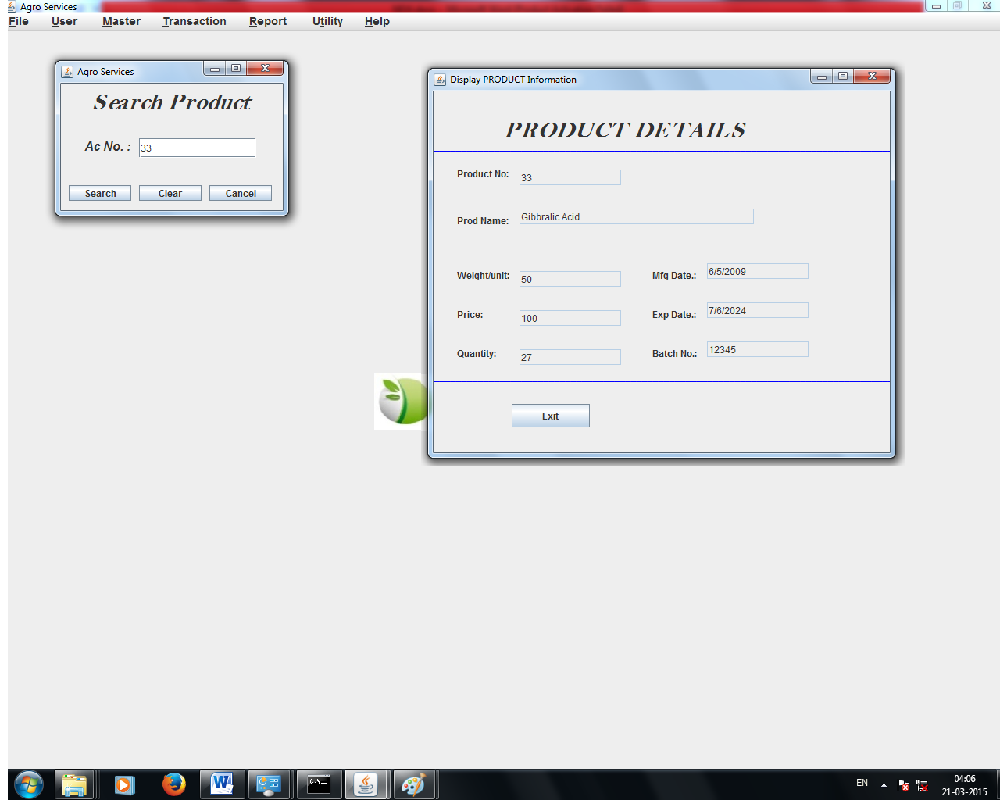 Agro Services
File User Master Transaction Report Utility Help
Agro Services
Search Product
Ac No. : 33
Search Clear Cancel
Display PRODUCT Information
PRODUCT DETAILS
Product No: 33
Prod Name: Gibbralic Acid
Weight/unit: 50 Mfg Date.: 6/5/2009
Price: 100 Exp Date.: 7/6/2024
Quantity: 27 Batch No.: 12345
Exit
EN 04:06
21-03-2015